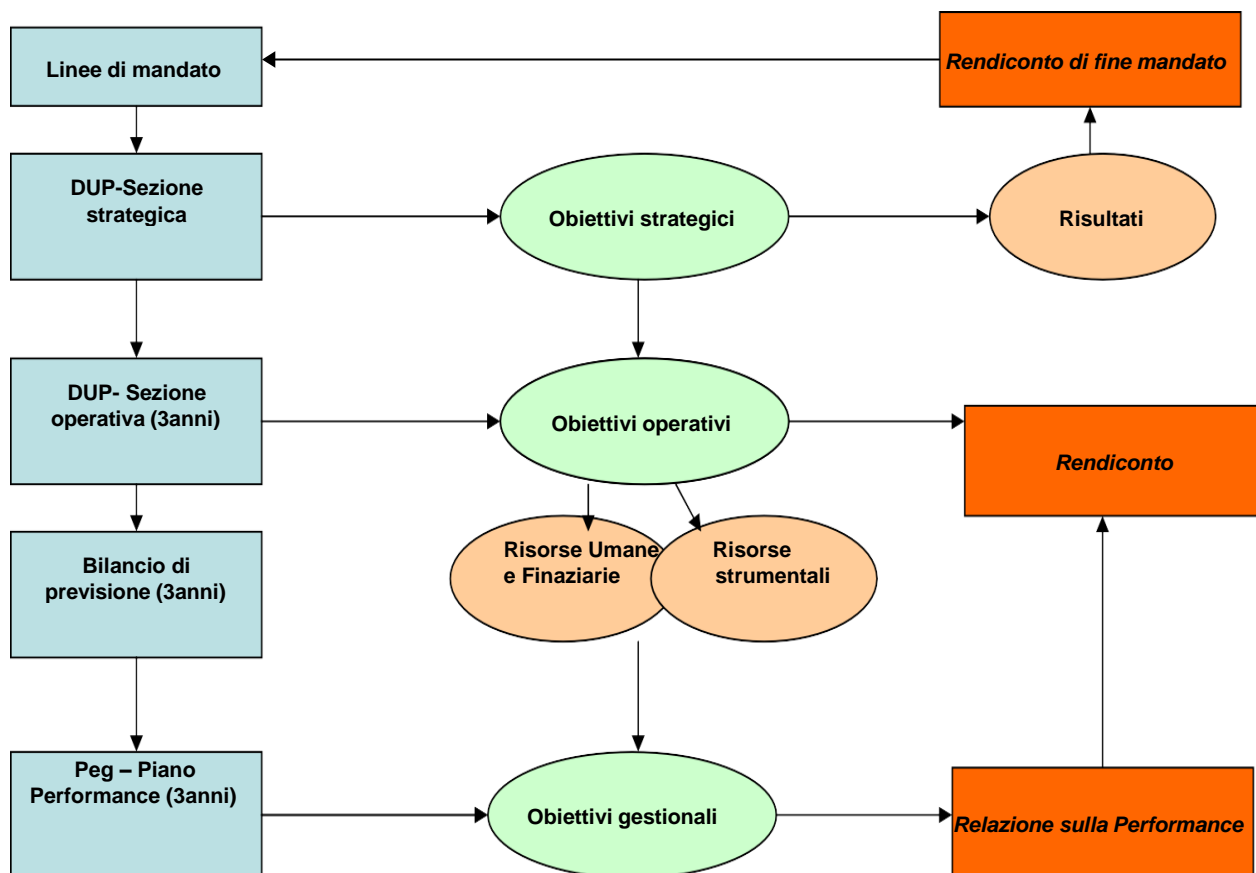 Linee di mandato
Rendiconto di fine mandato
DUP-Sezione
strategica
Obiettivi strategici
Risultati
DUP- Sezione
operativa (3anni)
Obiettivi operativi
Rendiconto
Bilancio di
previsione (3anni)
Risorse Umane
e Finaziarie
Risorse
strumentali
Peg – Piano
Performance (3anni)
Obiettivi gestionali
Relazione sulla Performance